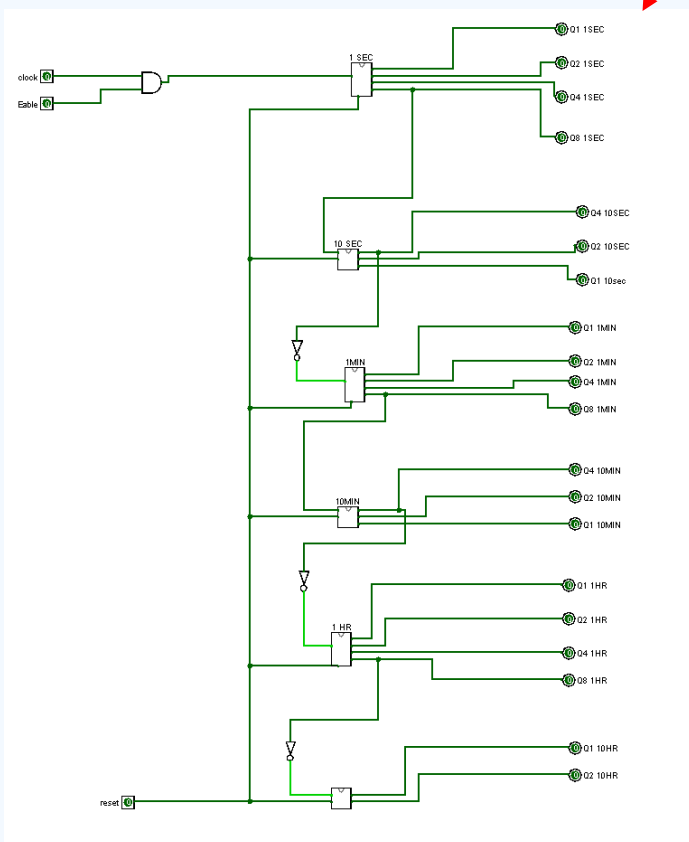 Q1 1SEC
1 SEC
Q2 1SEC
clock
Q4 1SEC
Eable
Q8 1SEC
Q4 10SEC
10 SEC
Q2 10SEC
Q1 10sec
Q1 1MIN
1MIN
Q2 1MIN
Q4 1MIN
Q8 1MIN
Q4 10MIN
10MIN
Q2 10MIN
Q1 10MIN
Q1 1HR
1 HR
Q2 1HR
Q4 1HR
Q8 1HR
Q1 10HR
Q2 10HR
reset